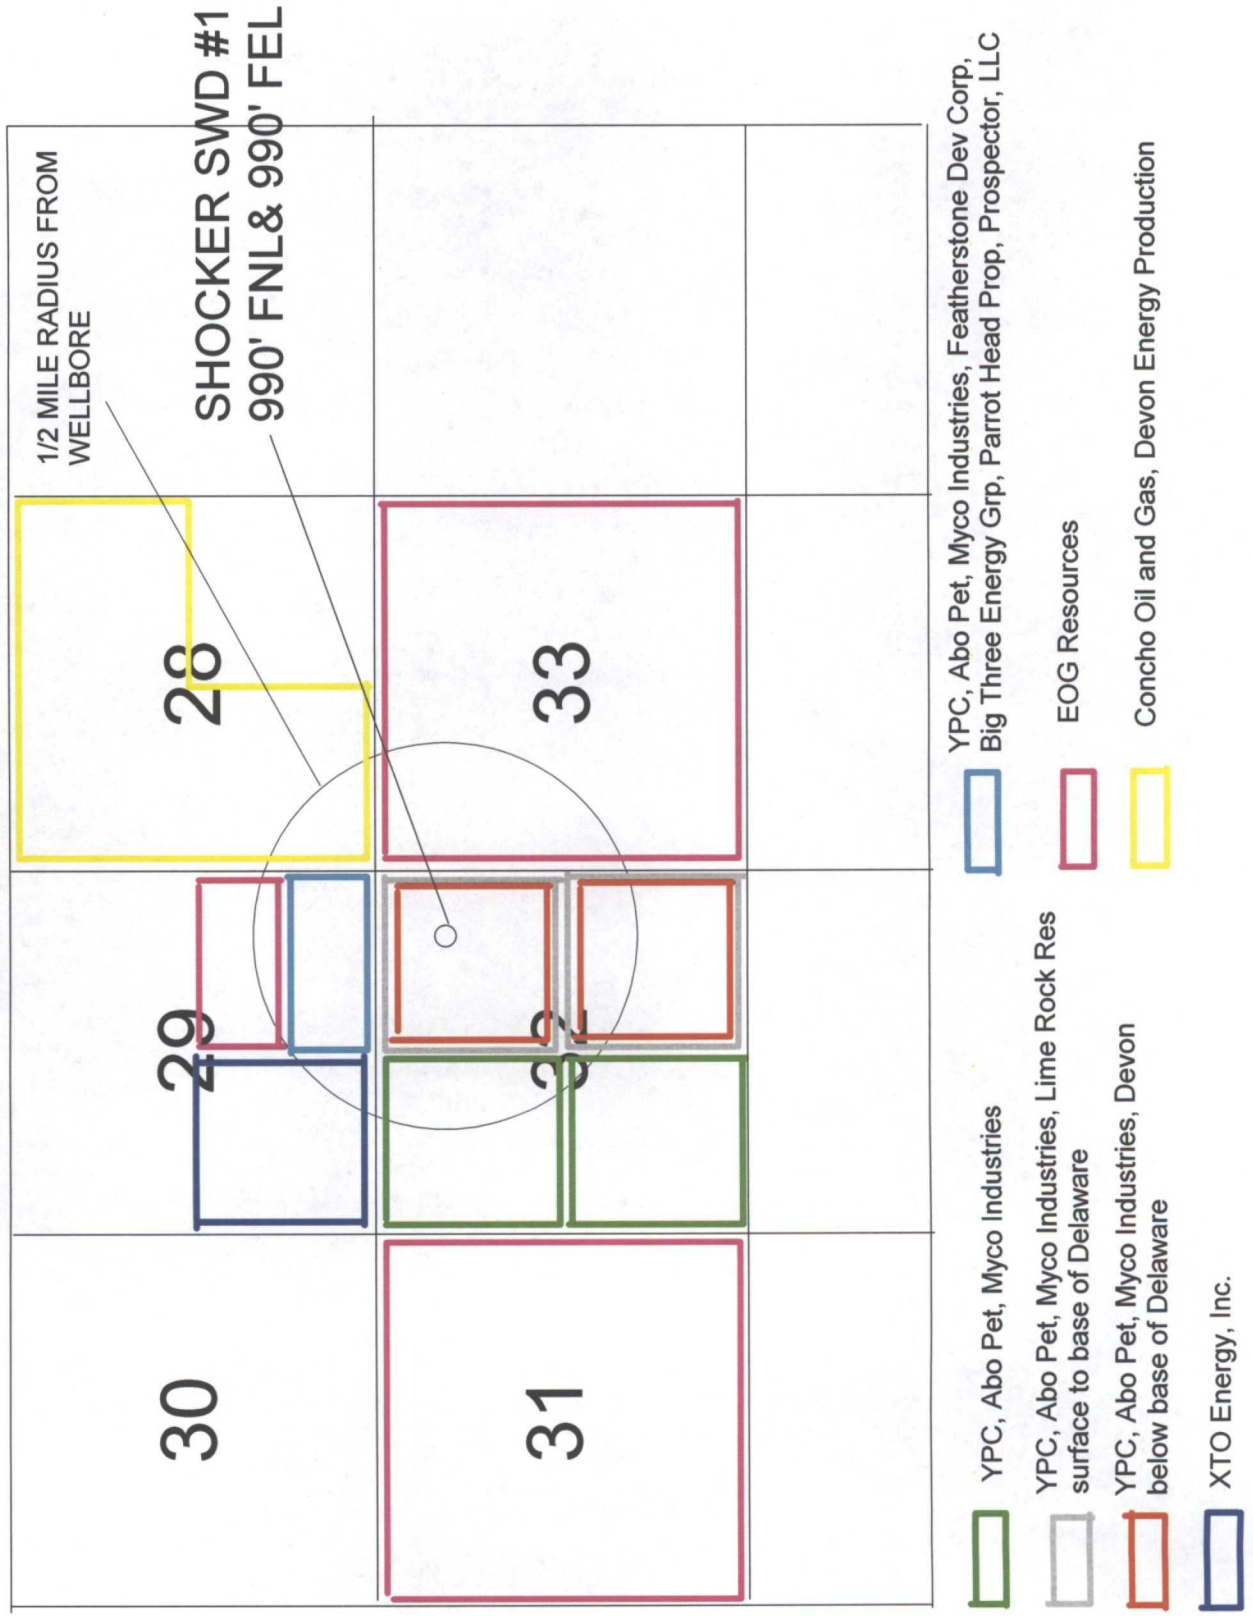 1/2 MILE RADIUS FROM
WELLBORE
SHOCKER SWD #1
990' FNL& 990' FEL
30
29
28
31
32
33
YPC, Abo Pet, Myco Industries
YPC, Abo Pet, Myco Industries, Lime Rock Res
surface to base of Delaware
YPC, Abo Pet, Myco Industries, Devon
below base of Delaware
XTO Energy, Inc.
YPC, Abo Pet, Myco Industries, Featherstone Dev Corp,
Big Three Energy Grp, Parrot Head Prop, Prospector, LLC
EOG Resources
Concho Oil and Gas, Devon Energy Production